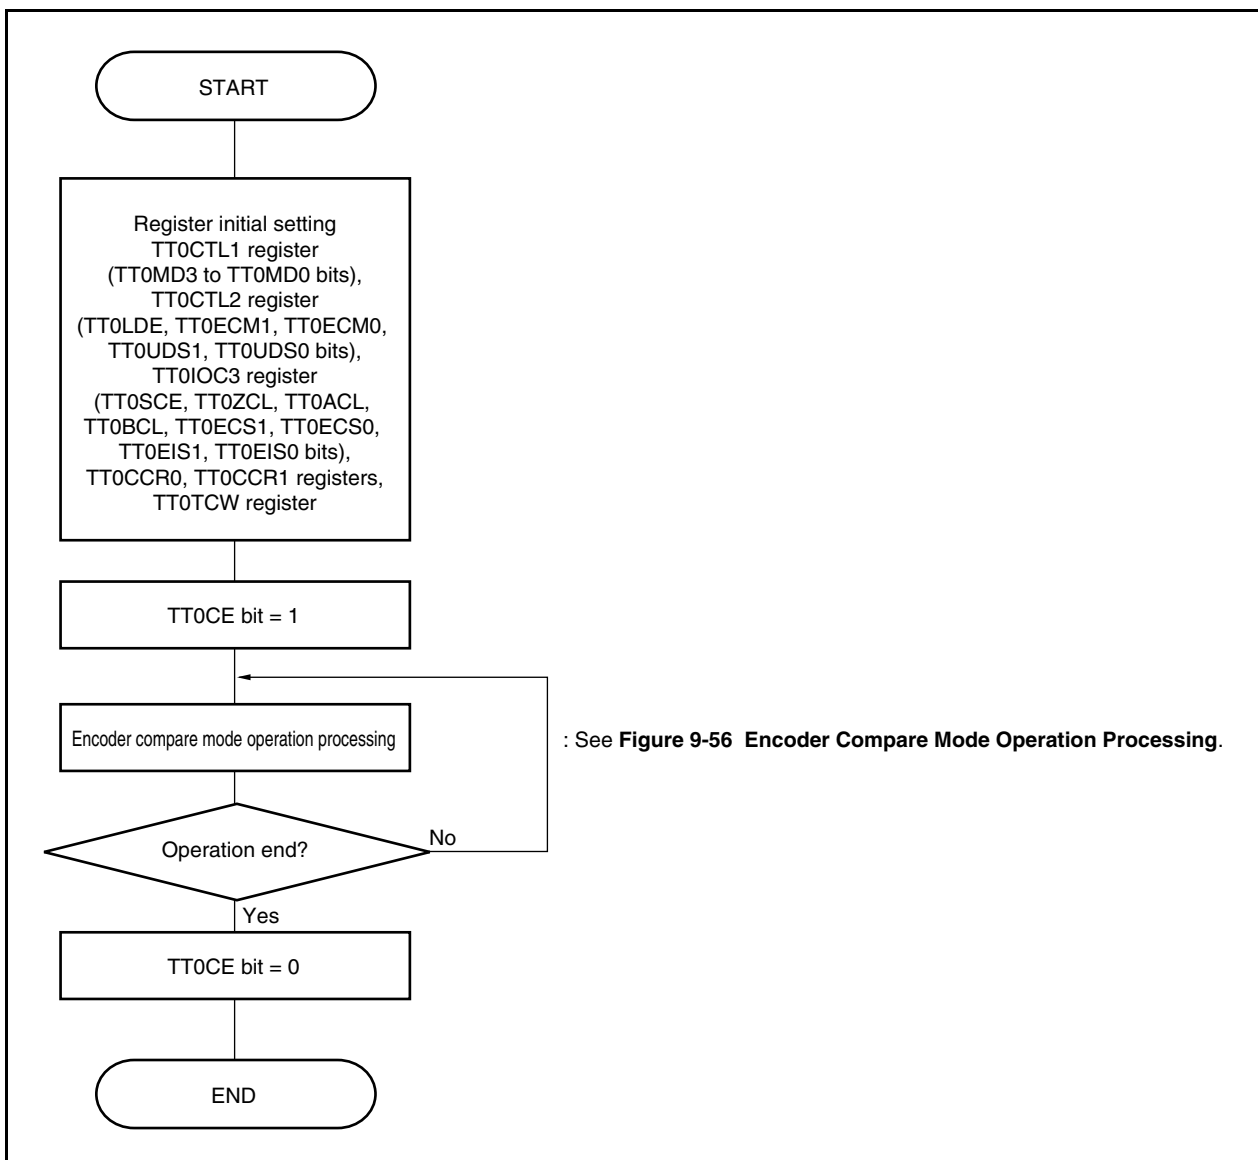 START
Register initial setting
TT0CTL1 register
(TT0MD3 to TT0MD0 bits),
TT0CTL2 register
(TT0LDE, TT0ECM1, TT0ECM0,
TT0UDS1, TT0UDS0 bits),
TT0IOC3 register
(TT0SCE, TT0ZCL, TT0ACL,
TT0BCL, TT0ECS1, TT0ECS0,
TT0EIS1, TT0EIS0 bits),
TT0CCR0, TT0CCR1 registers,
TT0TCW register
TT0CE bit = 1
Encoder compare mode operation processing
: See Figure 9-56 Encoder Compare Mode Operation Processing.
Operation end?
No
Yes
TT0CE bit = 0
END